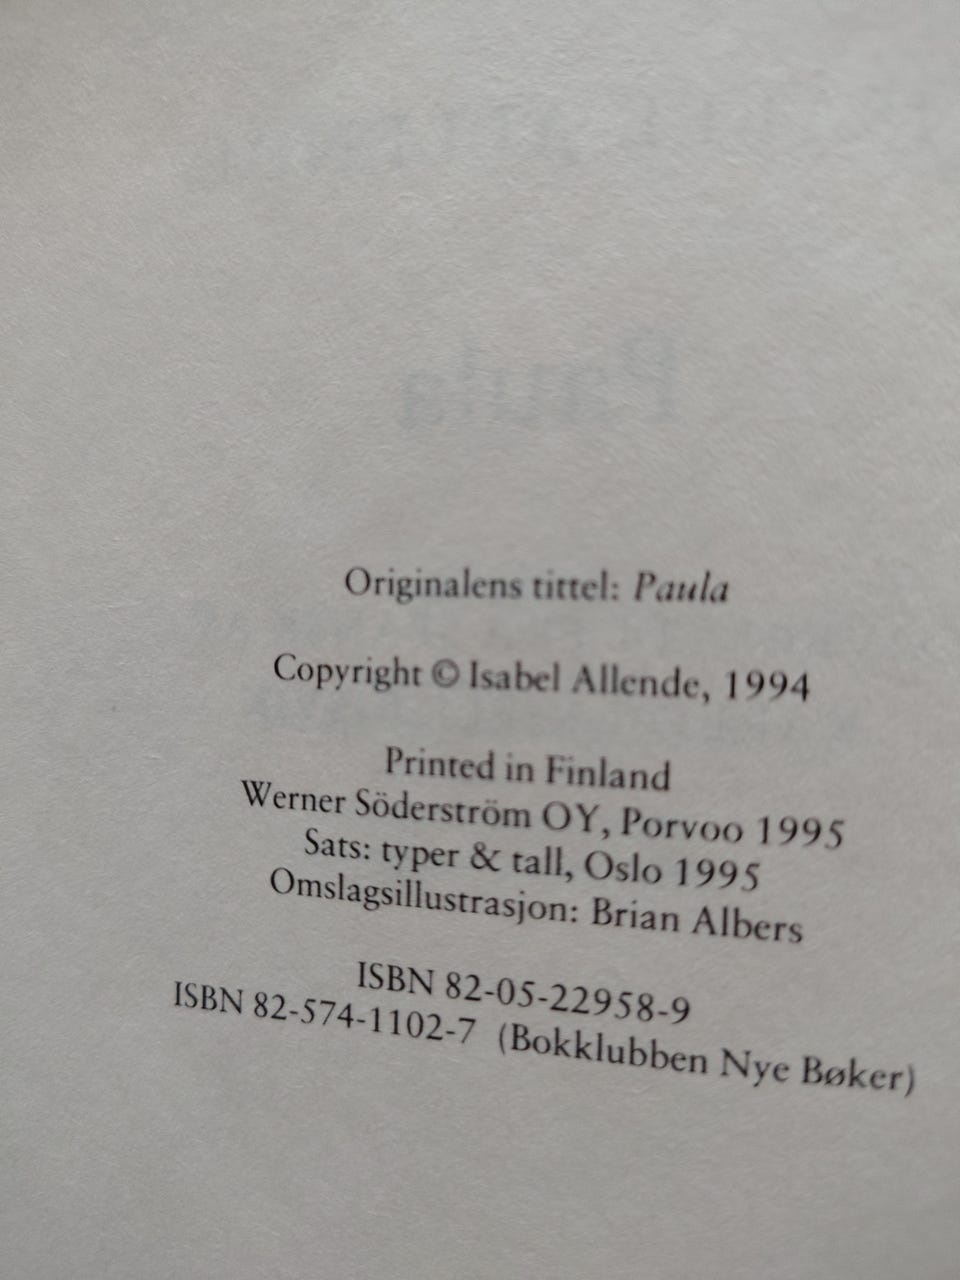 Originalens tittel: Paula
Copyright © Isabel Allende, 1994
Printed in Finland
Werner Söderström OY, Porvoo 1995
Sats: typer & tall, Oslo 1995
Omslagsillustrasjon: Brian Albers
ISBN 82-05-22958-9
ISBN 82-574-1102-7 (Bokklubben Nye Bøker)